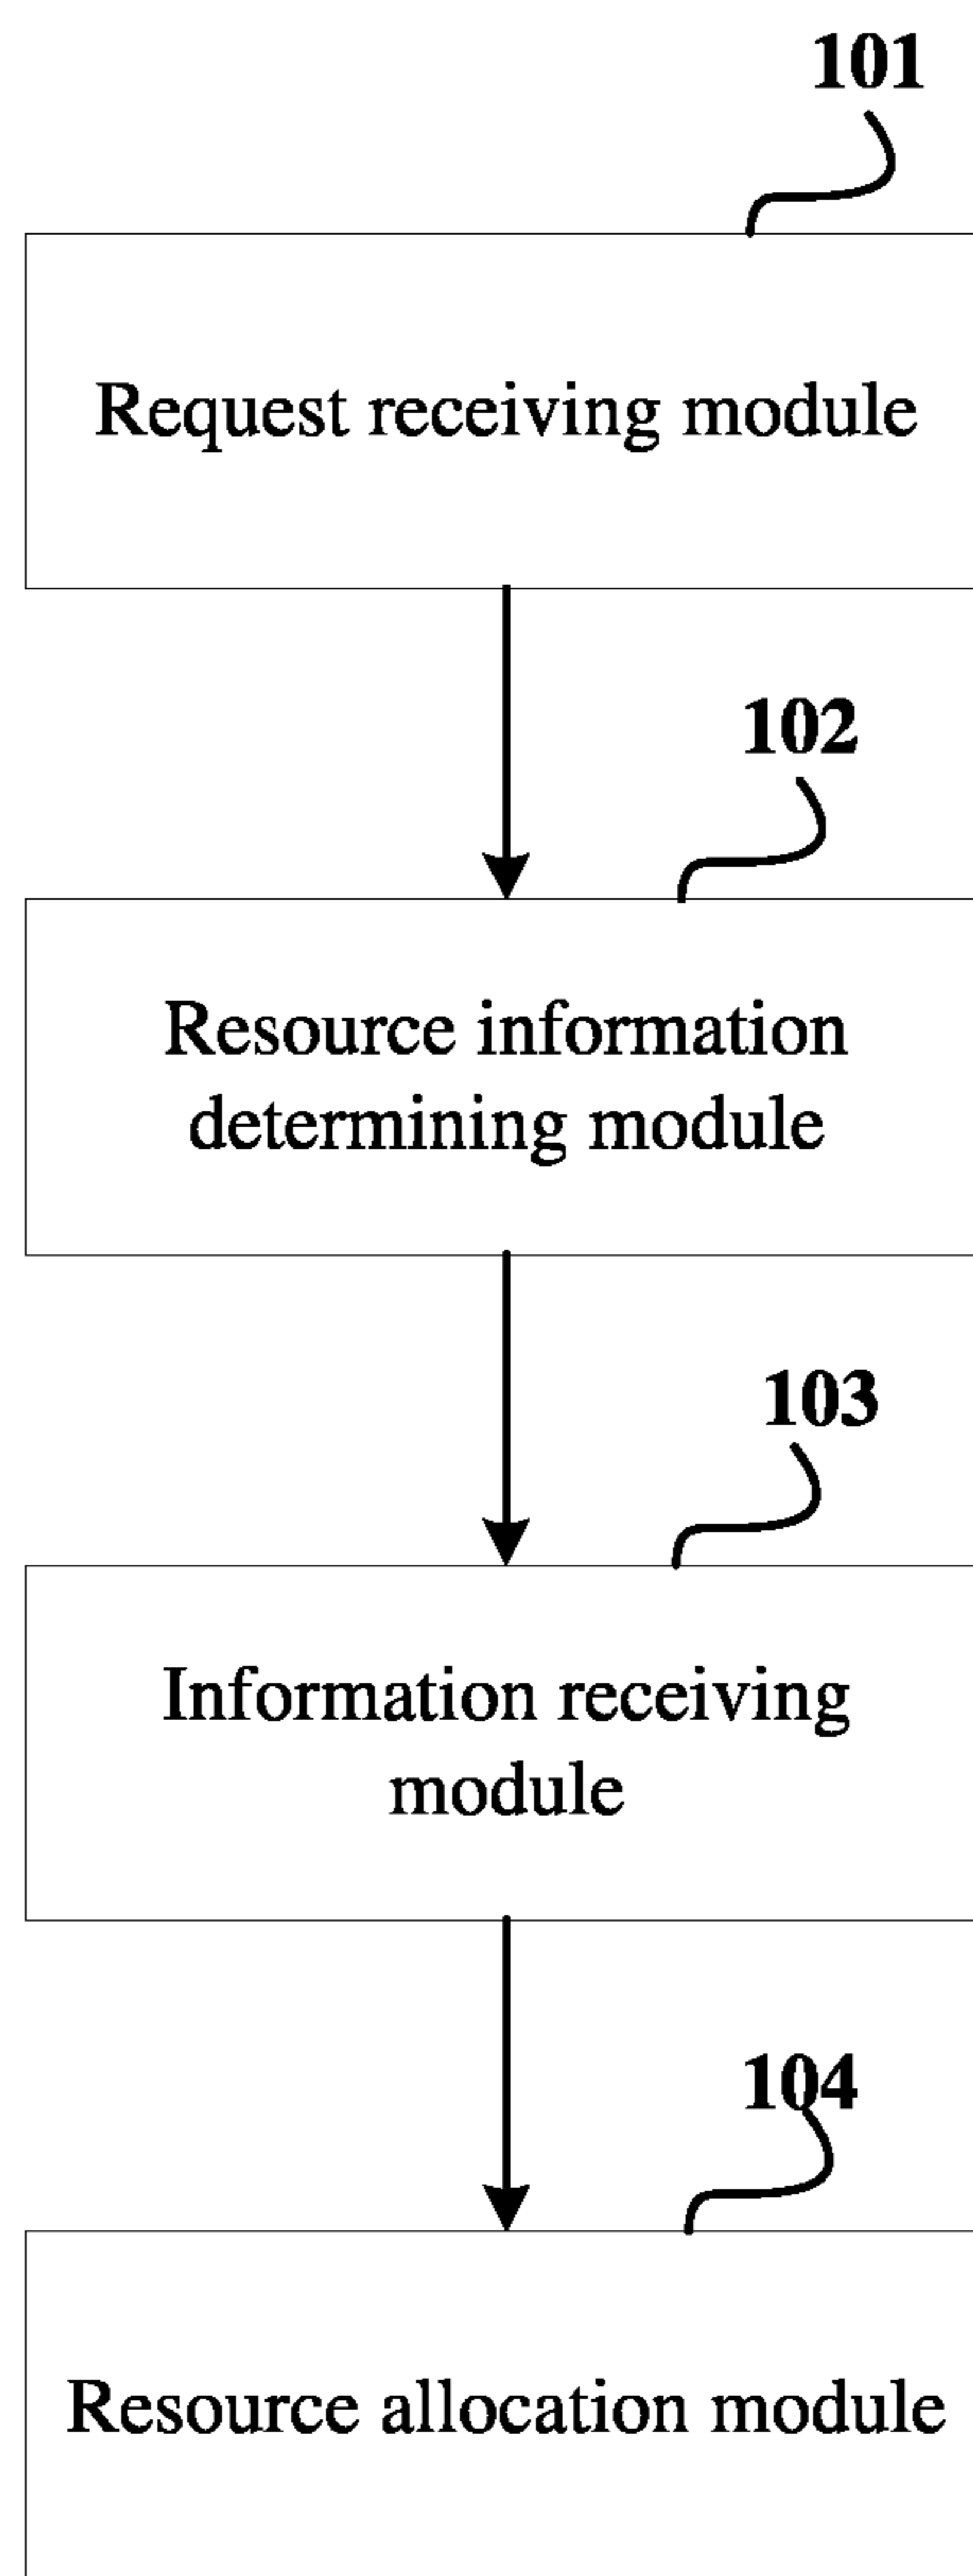 101
Request receiving module
102
Resource information
determining module
103
Information receiving
module
104
Resource allocation module